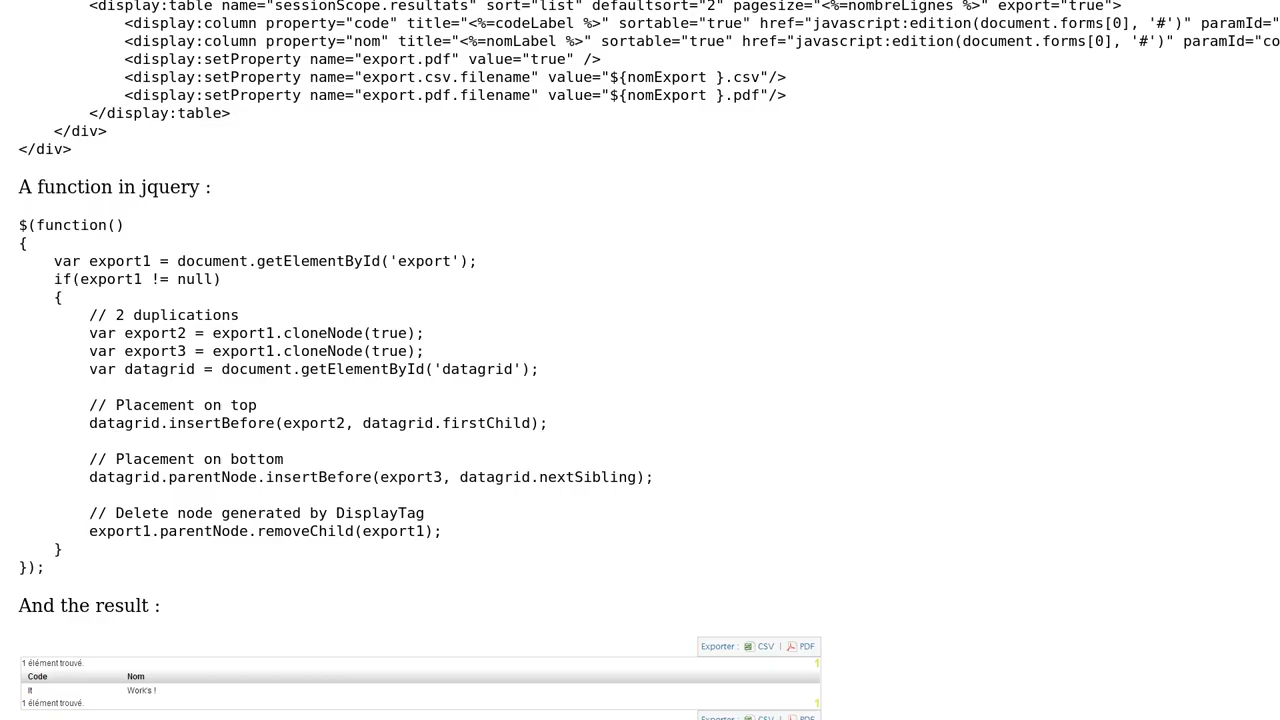 <display:table name="sessionScope.resultats" sort="list" defaultsort="2" pagesize="<%=nombreLignes %>" export="true">
<display:column property="code" title="<%=codeLabel %>" sortable="true" href="javascript:edition(document.forms[0], '#')" paramId="
<display:column property="nom" title="<%=nomLabel %>" sortable="true" href="javascript:edition(document.forms[0], '#')" paramId="co
<display:setProperty name="export.pdf" value="true" />
<display:setProperty name="export.csv.filename" value="${nomExport }.csv"/>
<display:setProperty name="export.pdf.filename" value="${nomExport }.pdf"/>
</display:table>
</div>
</div>
A function in jquery :
$(function()
{
var export1 = document.getElementById('export');
if(export1 != null)
{
// 2 duplications
var export2 = export1.cloneNode(true);
var export3 = export1.cloneNode(true);
var datagrid = document.getElementById('datagrid');
// Placement on top
datagrid.insertBefore(export2, datagrid.firstChild);
// Placement on bottom
datagrid.parentNode.insertBefore(export3, datagrid.nextSibling);
// Delete node generated by DisplayTag
export1.parentNode.removeChild(export1);
}
});
And the result :
Exporter : CSV | PDF
1 élément trouvé. 1
Code Nom
It Work's !
1 élément trouvé. 1
Exporter : CSV | PDF